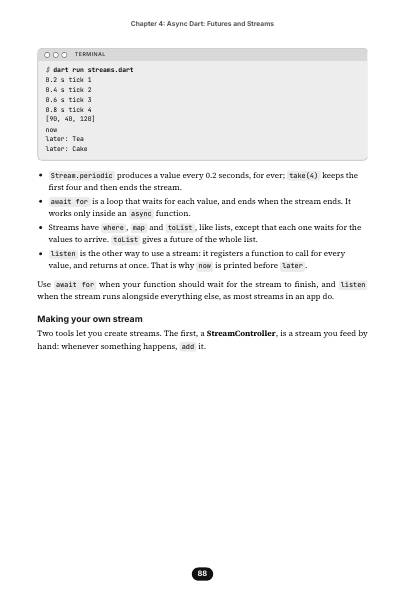 Chapter 4: Async Dart: Futures and Streams
TERMINAL
# dart run streams.dart
0.2 s tick 1
0.4 s tick 2
0.6 s tick 3
0.8 s tick 4
[90, 40, 120]
now
later: Tea
later: Cake
• Stream.periodic produces a value every 0.2 seconds, for ever; take(4) keeps the
first four and then ends the stream.
• await for is a loop that waits for each value, and ends when the stream ends. It
works only inside an async function.
• Streams have where, map and toList, like lists, except that each one waits for the
values to arrive. toList gives a future of the whole list.
• listen is the other way to use a stream: it registers a function to call for every
value, and returns at once. That is why now is printed before later.
Use await for when your function should wait for the stream to finish, and listen
when the stream runs alongside everything else, as most streams in an app do.
Making your own stream
Two tools let you create streams. The first, a StreamController, is a stream you feed by
hand: whenever something happens, add it.
88